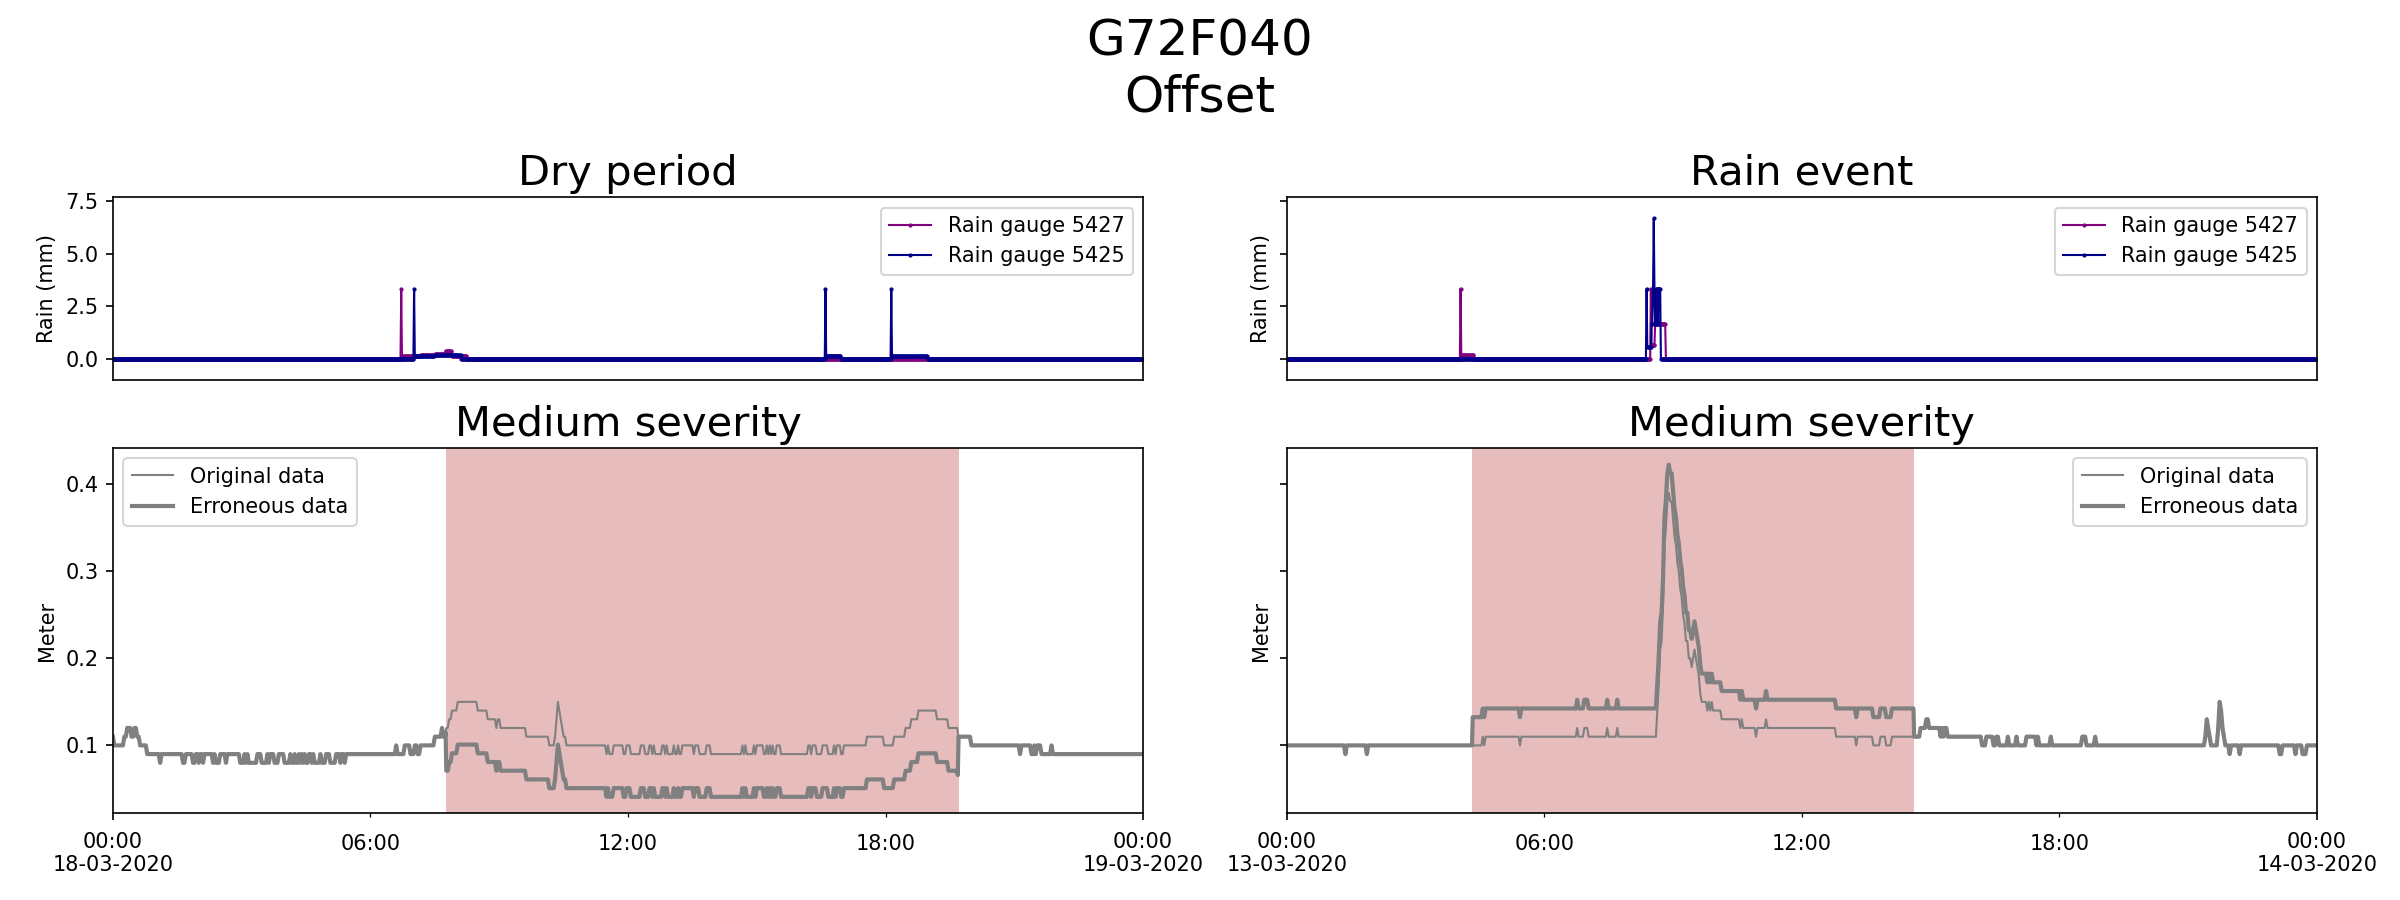 G72F040
Offset
Dry period
7.5
5.0
2.5
0.0
Rain (mm)
Rain gauge 5427
Rain gauge 5425
Rain event
Rain (mm)
Rain gauge 5427
Rain gauge 5425
Medium severity
0.4
0.3
0.2
0.1
Meter
Original data
Erroneous data
00:00
18-03-2020
06:00
12:00
18:00
00:00
19-03-2020
Medium severity
Meter
Original data
Erroneous data
00:00
13-03-2020
06:00
12:00
18:00
00:00
14-03-2020